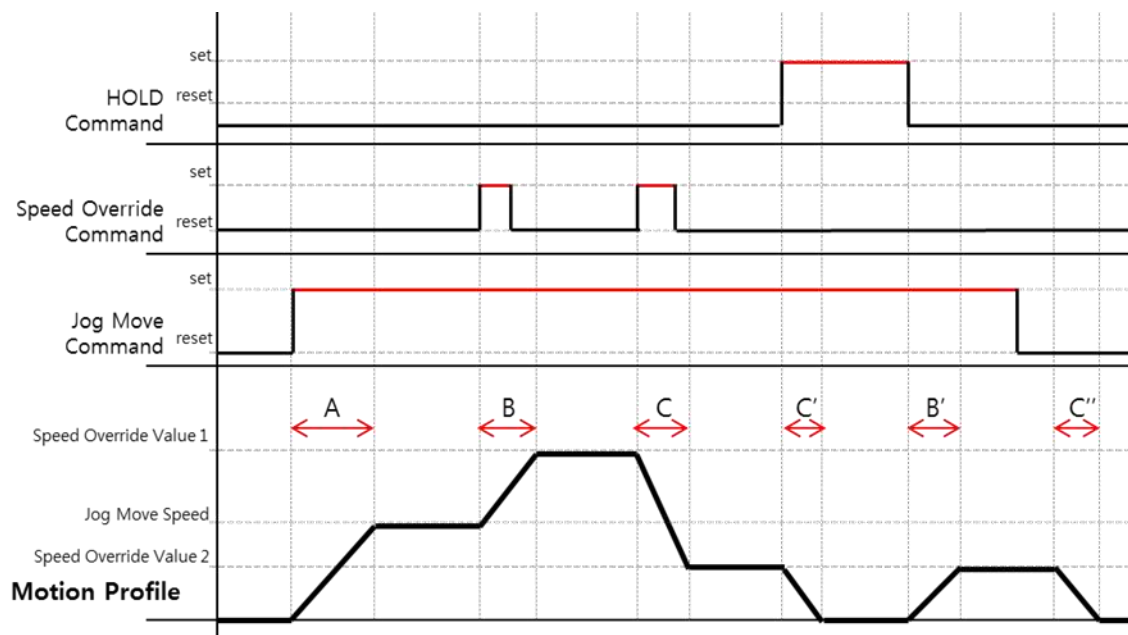 set
HOLD reset
Command
set
Speed Override reset
Command
set
Jog Move reset
Command
A B C C’ B’ C’’
Speed Override Value 1
Jog Move Speed
Speed Override Value 2
Motion Profile